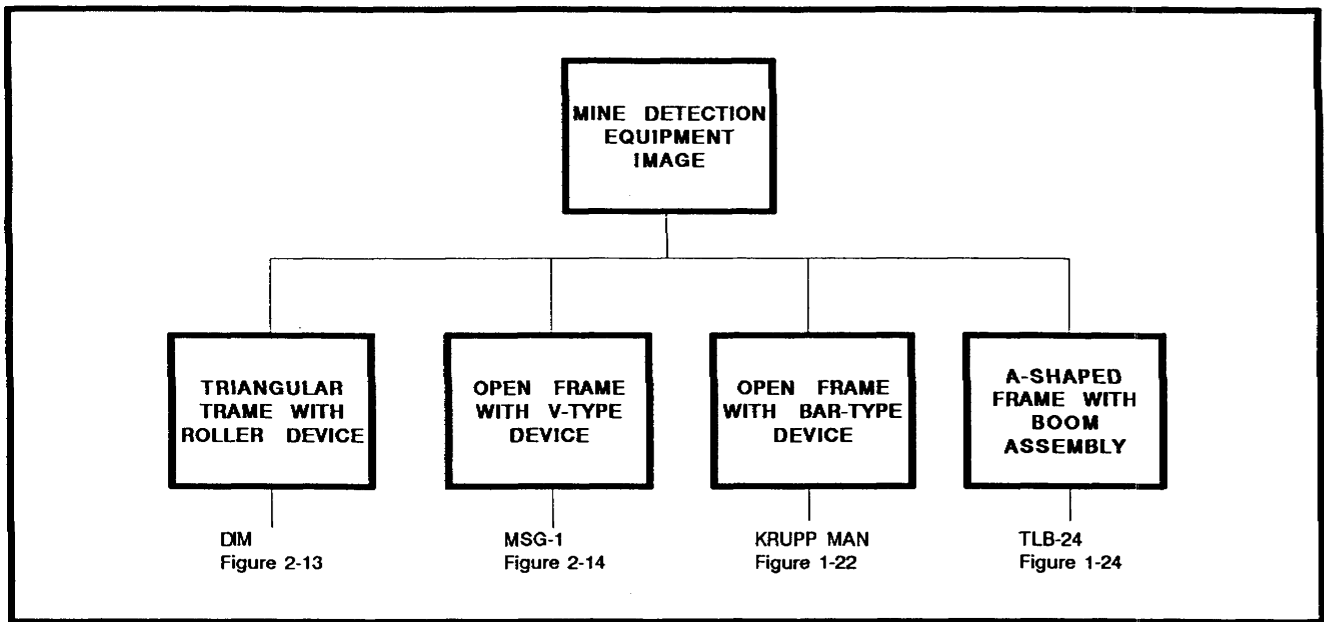 MINE DETECTION
EQUIPMENT
IMAGE
TRIANGULAR
TRAME WITH
ROLLER DEVICE
OPEN FRAME
WITH V-TYPE
DEVICE
OPEN FRAME
WITH BAR-TYPE
DEVICE
A-SHAPED
FRAME WITH
BOOM
ASSEMBLY
DIM
Figure 2-13
MSG-1
Figure 2-14
KRUPP MAN
Figure 1-22
TLB-24
Figure 1-24